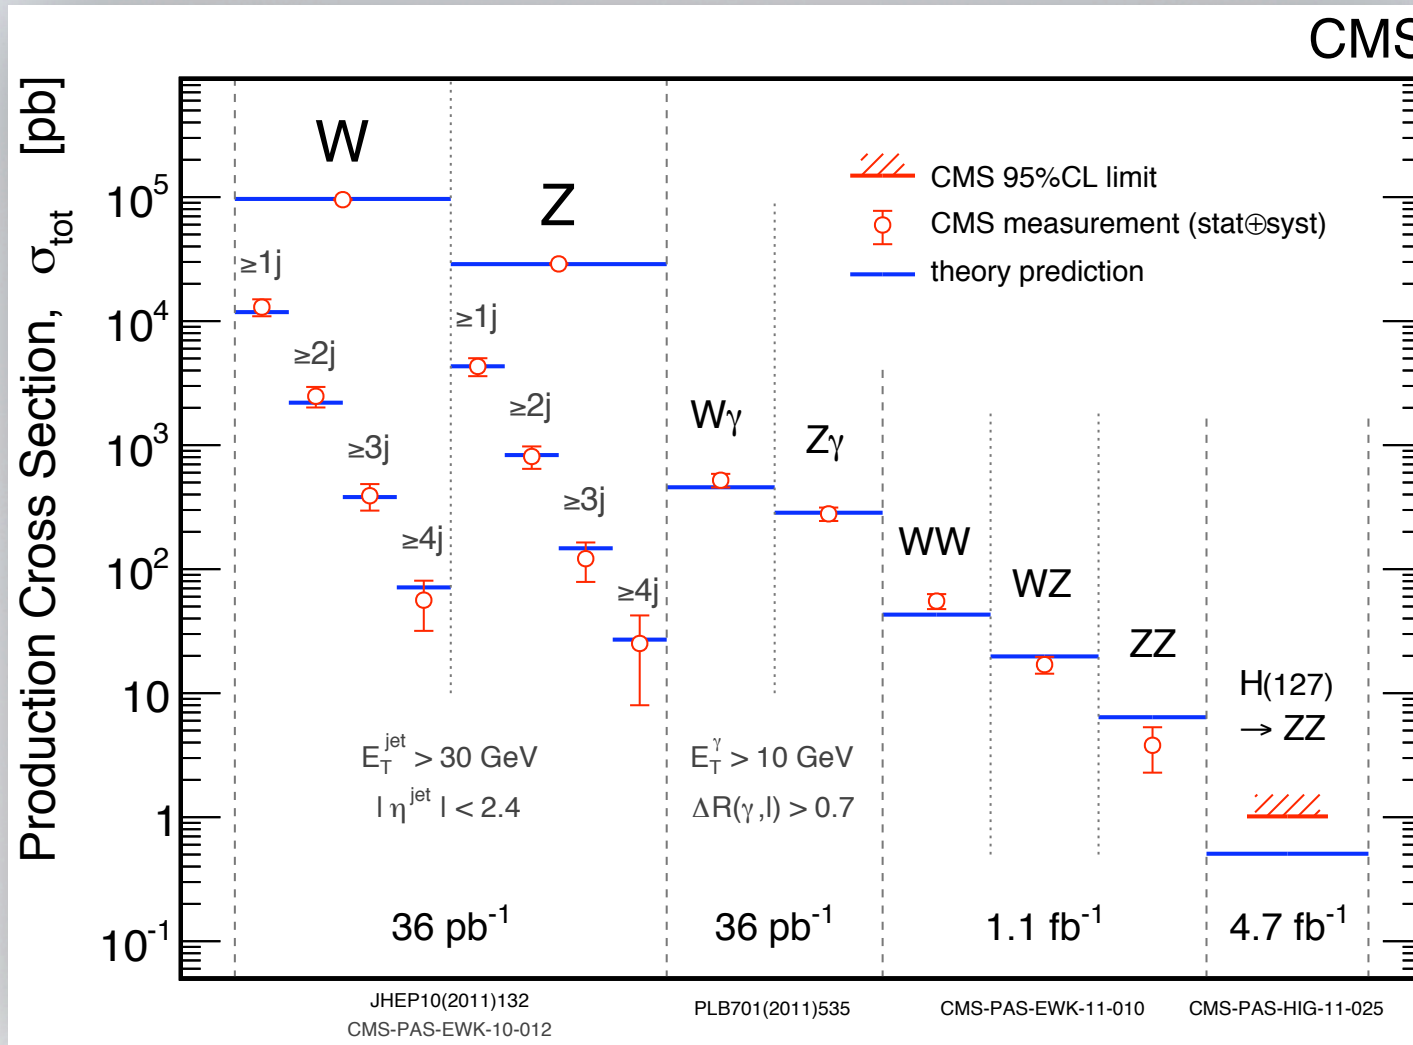 CMS
Production Cross Section, σtot [pb]
10^5
10^4
10^3
10^2
10
1
10^-1
W
Z
≥1j
≥2j
≥3j
≥4j
≥1j
≥2j
≥3j
≥4j
Wγ
Zγ
WW
WZ
ZZ
H(127)
→ ZZ
CMS 95%CL limit
CMS measurement (stat⊕syst)
theory prediction
E_T^jet > 30 GeV
| η^jet | < 2.4
E_T^γ > 10 GeV
ΔR(γ,l) > 0.7
36 pb^-1
36 pb^-1
1.1 fb^-1
4.7 fb^-1
JHEP10(2011)132
CMS-PAS-EWK-10-012
PLB701(2011)535
CMS-PAS-EWK-11-010
CMS-PAS-HIG-11-025